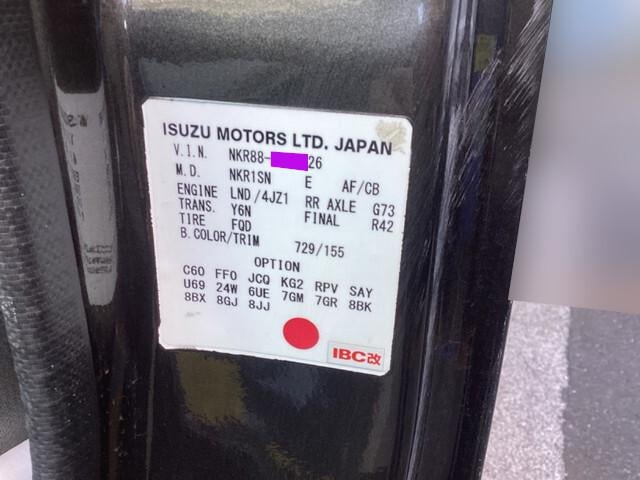 ISUZU MOTORS LTD. JAPAN
V.I.N. NKR88- 26
M.D. NKR1SN E AF/CB
ENGINE LND/4JZ1 RR AXLE G73
TRANS. Y6N FINAL R42
TIRE FQD
B.COLOR/TRIM 729/155
OPTION
C60 FF0 JCQ KG2 RPV SAY
U69 24W 6UE 7GM 7GR 8BK
8BX 8GJ 8JJ
IBC改